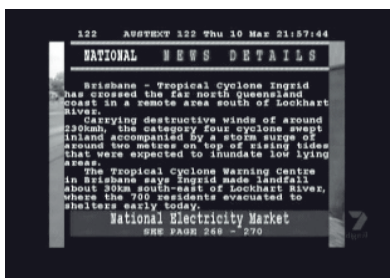 122 AUSTEXT 122 Thu 10 Mar 21:57:44
NATIONAL NEWS DETAILS
Brisbane - Tropical Cyclone Ingrid
has crossed the far north Queensland
coast in a remote area south of Lockhart
River.
Carrying destructive winds of around
230kmh, the category four cyclone swept
inland accompanied by a storm surge of
around two metres on top of rising tides
that were expected to inundate low lying
areas.
The Tropical Cyclone Warning Centre
in Brisbane says Ingrid made landfall
about 30km south-east of Lockhart River,
where the 700 residents evacuated to
shelters early today.
National Electricity Market
SEE PAGE 268 - 270
7